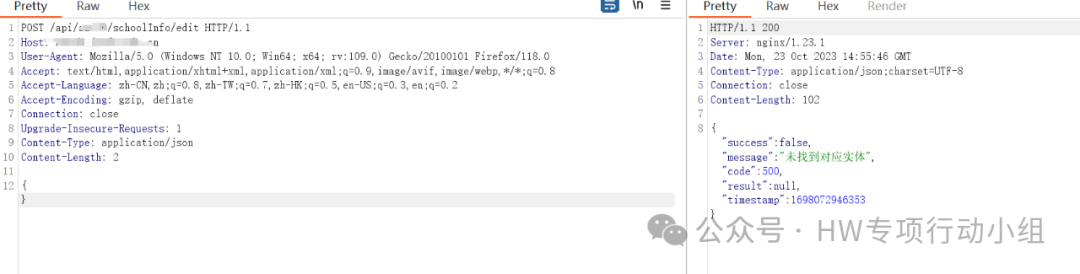 Pretty Raw Hex
\n
Pretty Raw Hex Render
1 POST /api/ /schoolInfo/edit HTTP/1.1
2 Host: .cn
3 User-Agent: Mozilla/5.0 (Windows NT 10.0; Win64; x64; rv:109.0) Gecko/20100101 Firefox/118.0
4 Accept: text/html,application/xhtml+xml,application/xml;q=0.9,image/avif,image/webp,*/*;q=0.8
5 Accept-Language: zh-CN,zh;q=0.8,zh-TW;q=0.7,zh-HK;q=0.5,en-US;q=0.3,en;q=0.2
6 Accept-Encoding: gzip, deflate
7 Connection: close
8 Upgrade-Insecure-Requests: 1
9 Content-Type: application/json
10 Content-Length: 2
11
12 {
}
1 HTTP/1.1 200
2 Server: nginx/1.23.1
3 Date: Mon, 23 Oct 2023 14:55:46 GMT
4 Content-Type: application/json;charset=UTF-8
5 Connection: close
6 Content-Length: 102
7
8 {
"success":false,
"message":"未找到对应实体",
"code":500,
"result":null,
"timestamp":1698072946353
}
公众号 · HW专项行动小组